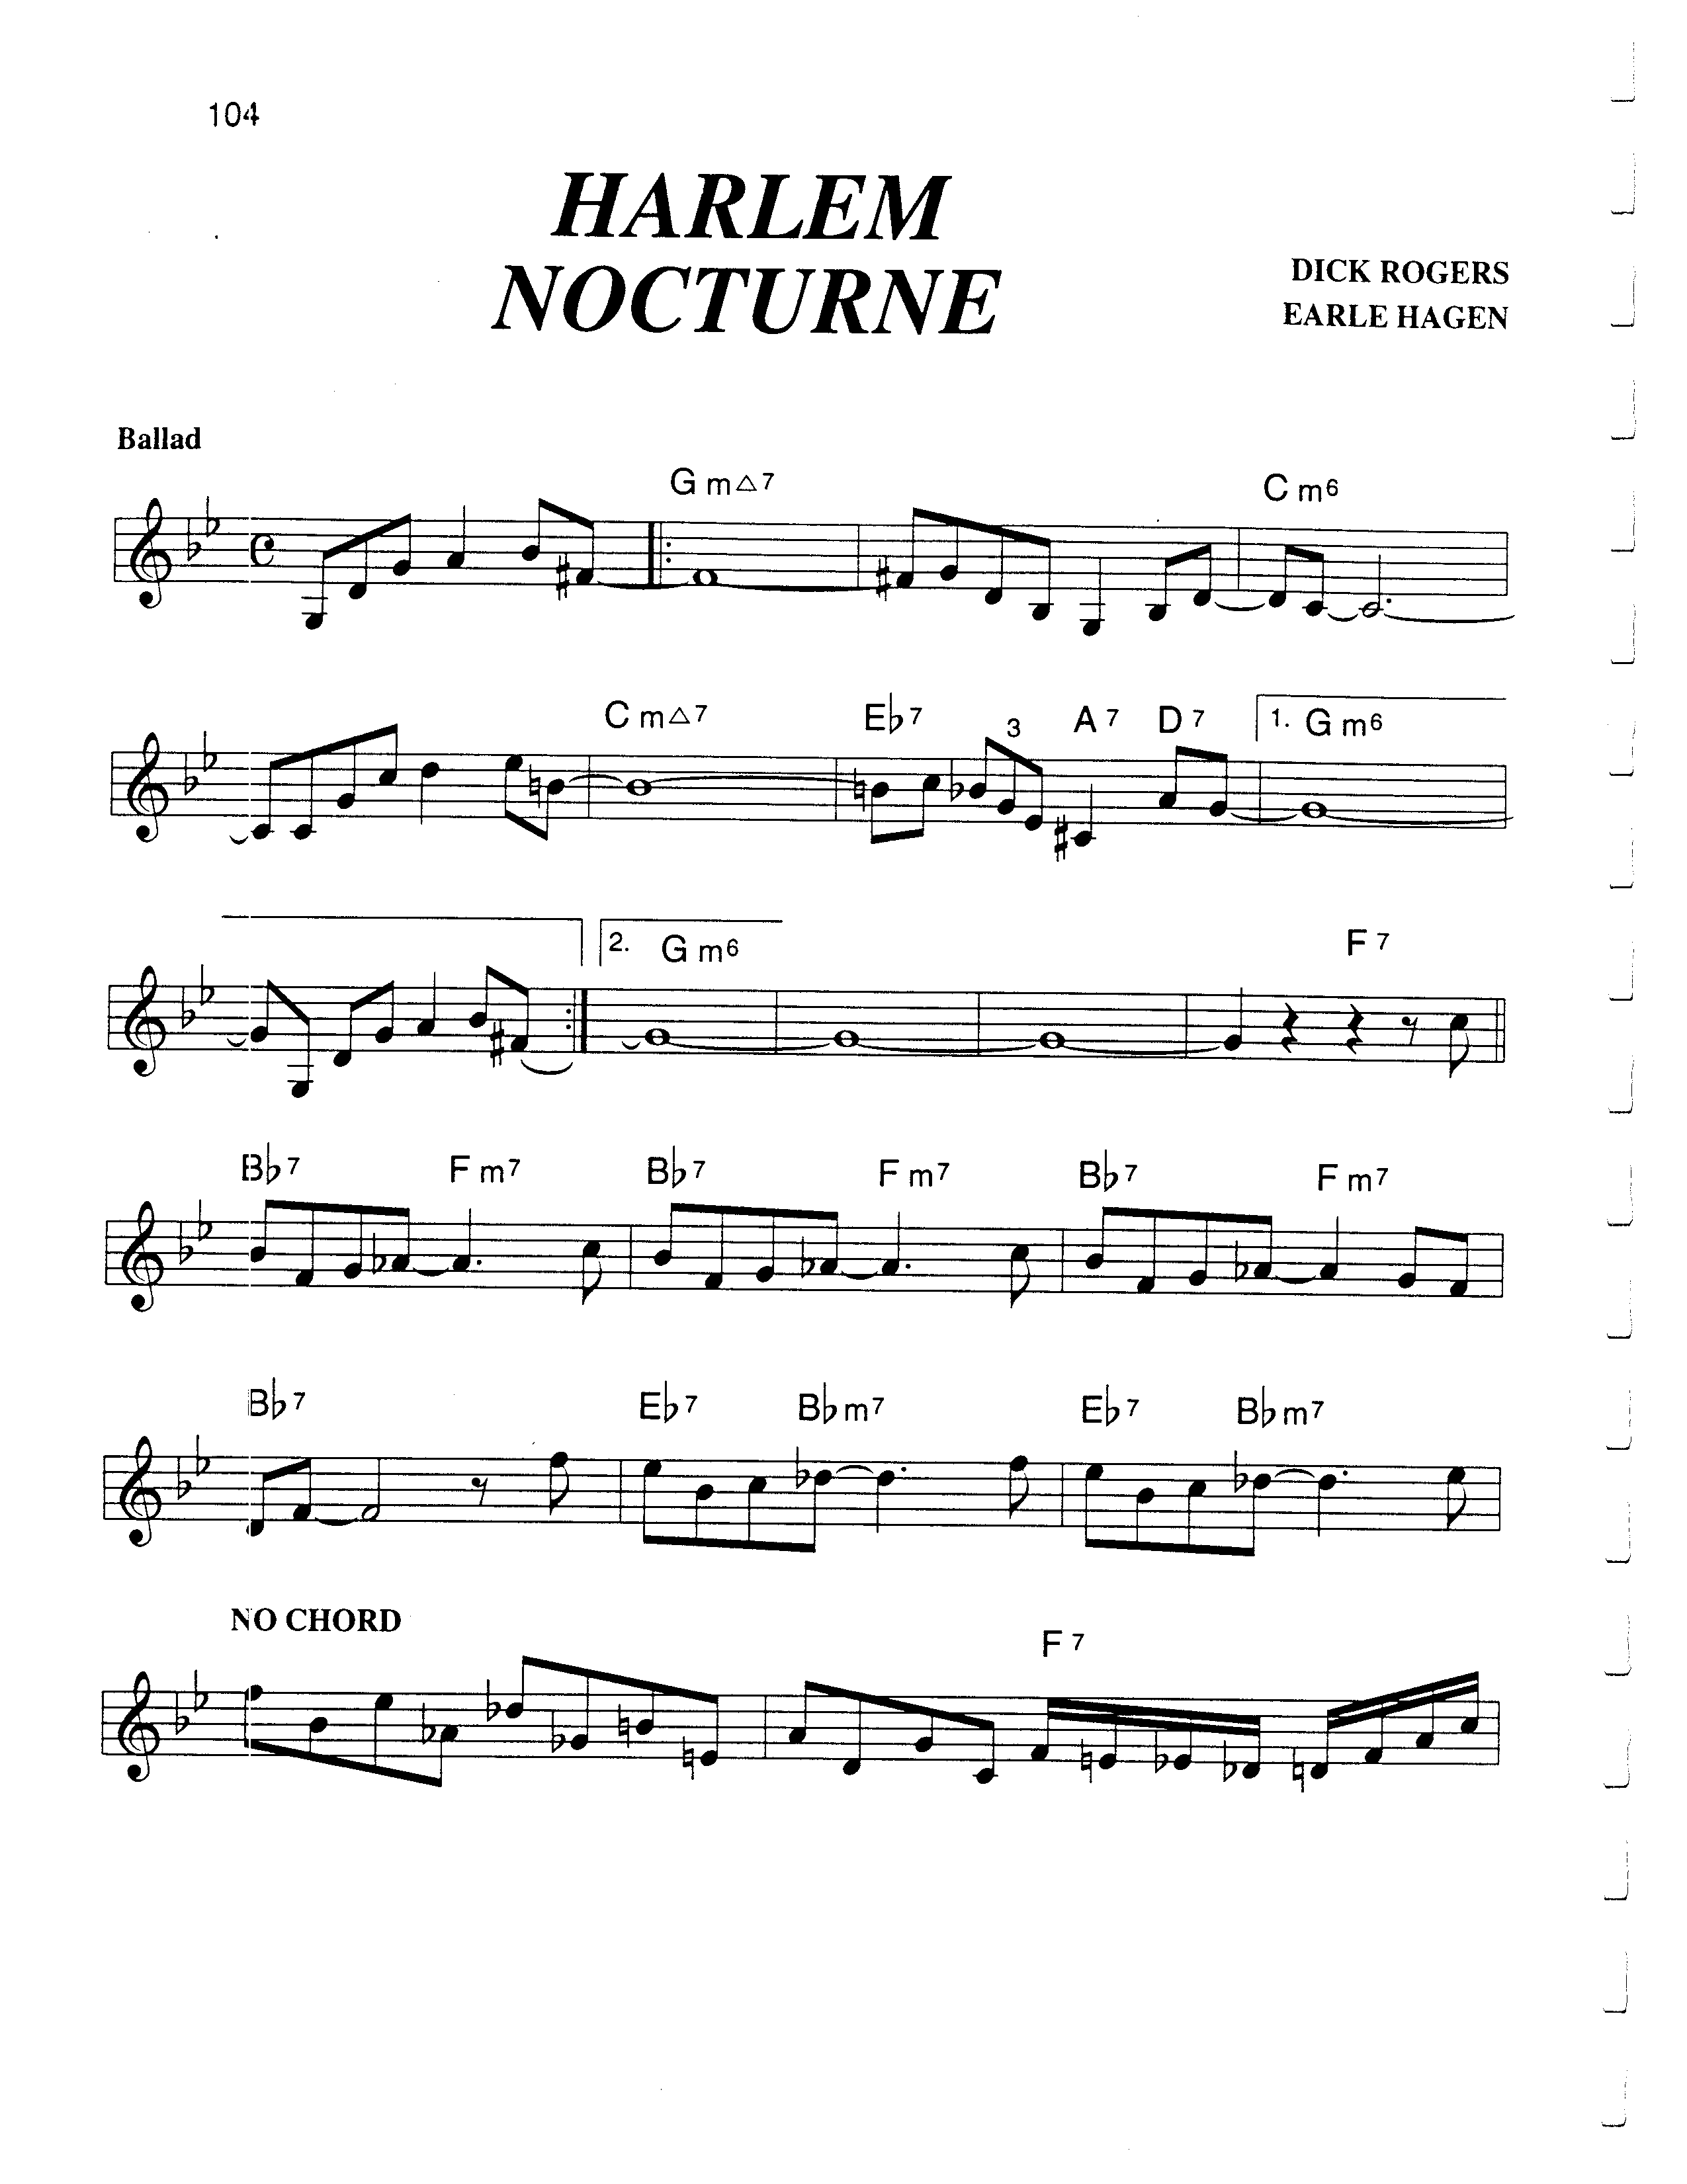 104
HARLEM
NOCTURNE
DICK ROGERS
EARLE HAGEN
Ballad
G m△7 C m6
C m△7 E♭7 3 A 7 D 7 1. G m6
2. G m6 F 7
B♭7 F m7 B♭7 F m7 B♭7 F m7
B♭7 E♭7 B♭m7 E♭7 B♭m7
NO CHORD
F 7